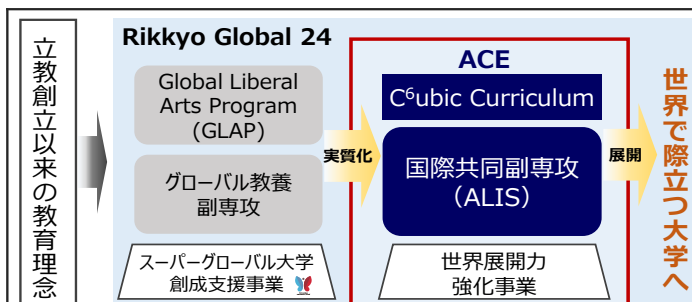 立教創立以来の教育理念
Rikkyo Global 24
Global Liberal
Arts Program
(GLAP)
グローバル教養
副専攻
スーパーグローバル大学
創成支援事業
実質化
ACE
C⁶ubic Curriculum
国際共同副専攻
(ALIS)
世界展開力
強化事業
展開
世界で際立つ大学へ